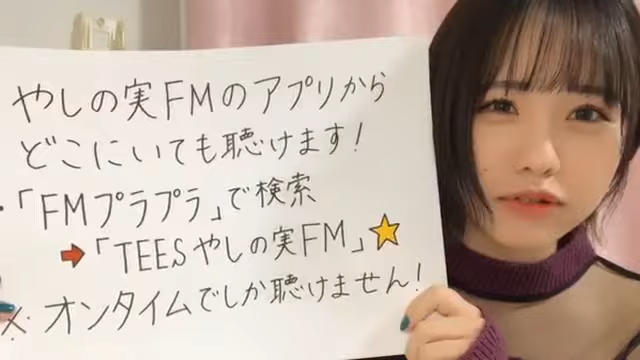 やしの実FMのアプリから
どこにいても聴けます!
・「FMプラプラ」で検索
➡「TEESやしの実FM」⭐
※オンタイムでしか聴けません!